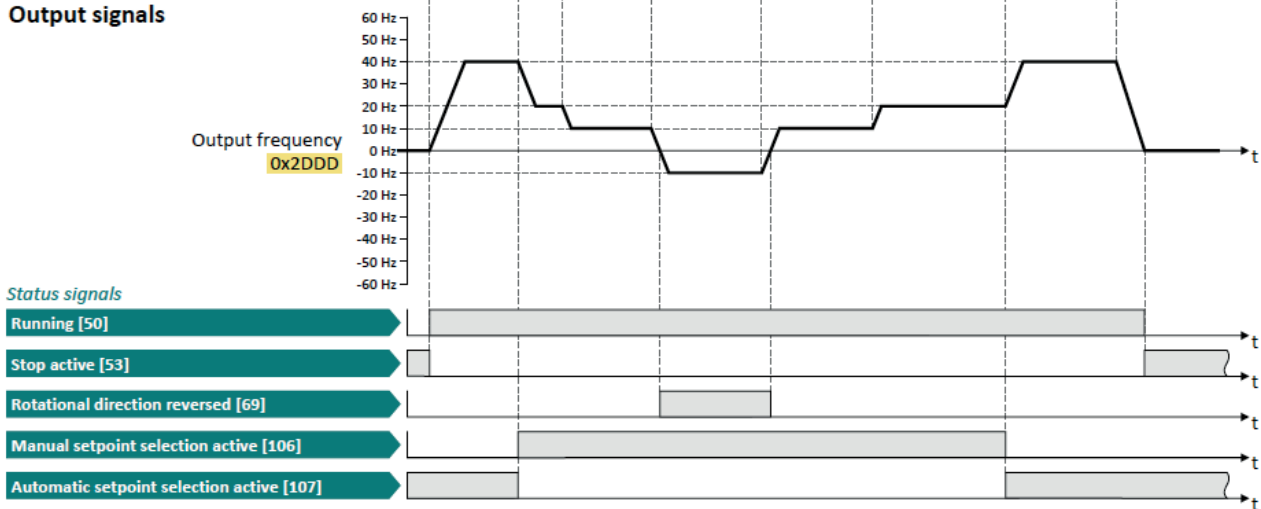 Output signals
60 Hz
50 Hz
40 Hz
30 Hz
20 Hz
10 Hz
0 Hz
-10 Hz
-20 Hz
-30 Hz
-40 Hz
-50 Hz
-60 Hz
Output frequency
0x2DDD
t
Status signals
Running [50]
t
Stop active [53]
t
Rotational direction reversed [69]
t
Manual setpoint selection active [106]
t
Automatic setpoint selection active [107]
t